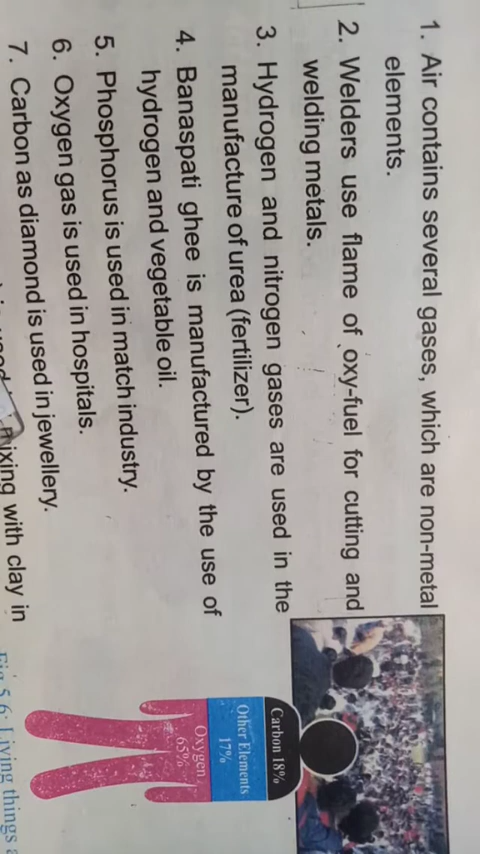 1. Air contains several gases, which are non-metal
elements.
2. Welders use flame of oxy-fuel for cutting and
welding metals.
3. Hydrogen and nitrogen gases are used in the
manufacture of urea (fertilizer).
4. Banaspati ghee is manufactured by the use of
hydrogen and vegetable oil.
5. Phosphorus is used in match industry.
6. Oxygen gas is used in hospitals.
7. Carbon as diamond is used in jewellery.
mixing with clay in
Carbon 18%
Other Elements
17%
Oxygen
65%
Fig 5.6: Living things